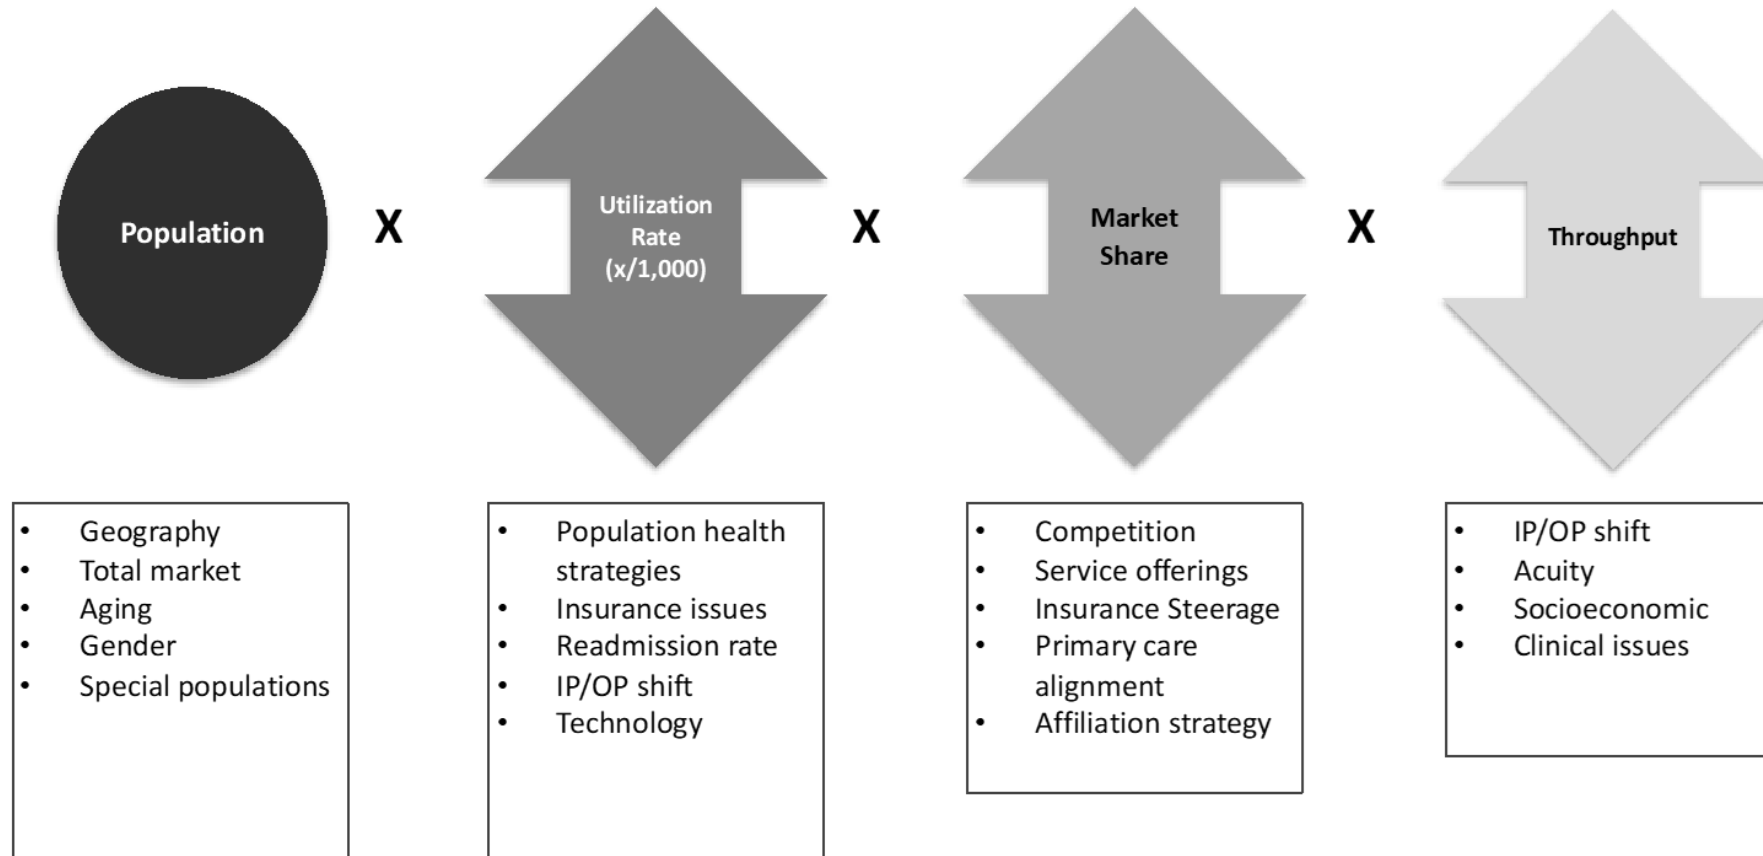 Population
X
Utilization
Rate
(x/1,000)
X
Market
Share
X
Throughput
• Geography
• Total market
• Aging
• Gender
• Special populations
• Population health
strategies
• Insurance issues
• Readmission rate
• IP/OP shift
• Technology
• Competition
• Service offerings
• Insurance Steerage
• Primary care
alignment
• Affiliation strategy
• IP/OP shift
• Acuity
• Socioeconomic
• Clinical issues